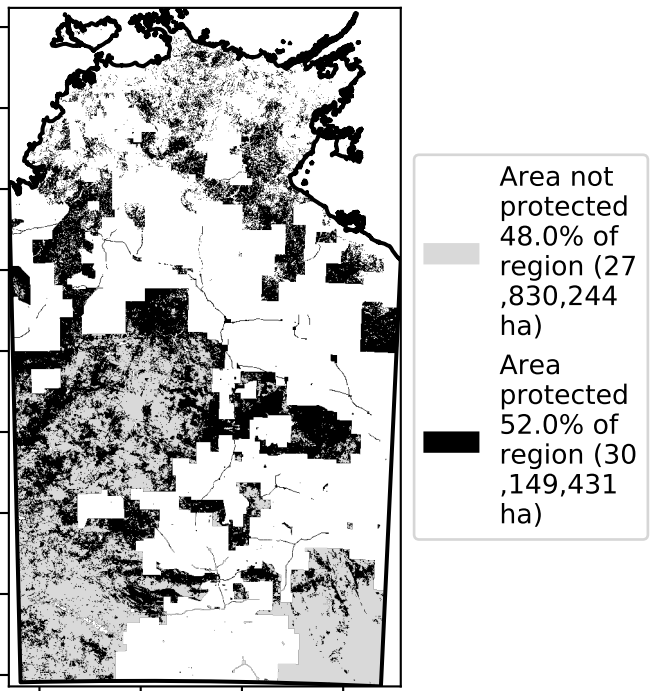 Area not
protected
48.0% of
region (27
,830,244
ha)
Area
protected
52.0% of
region (30
,149,431
ha)